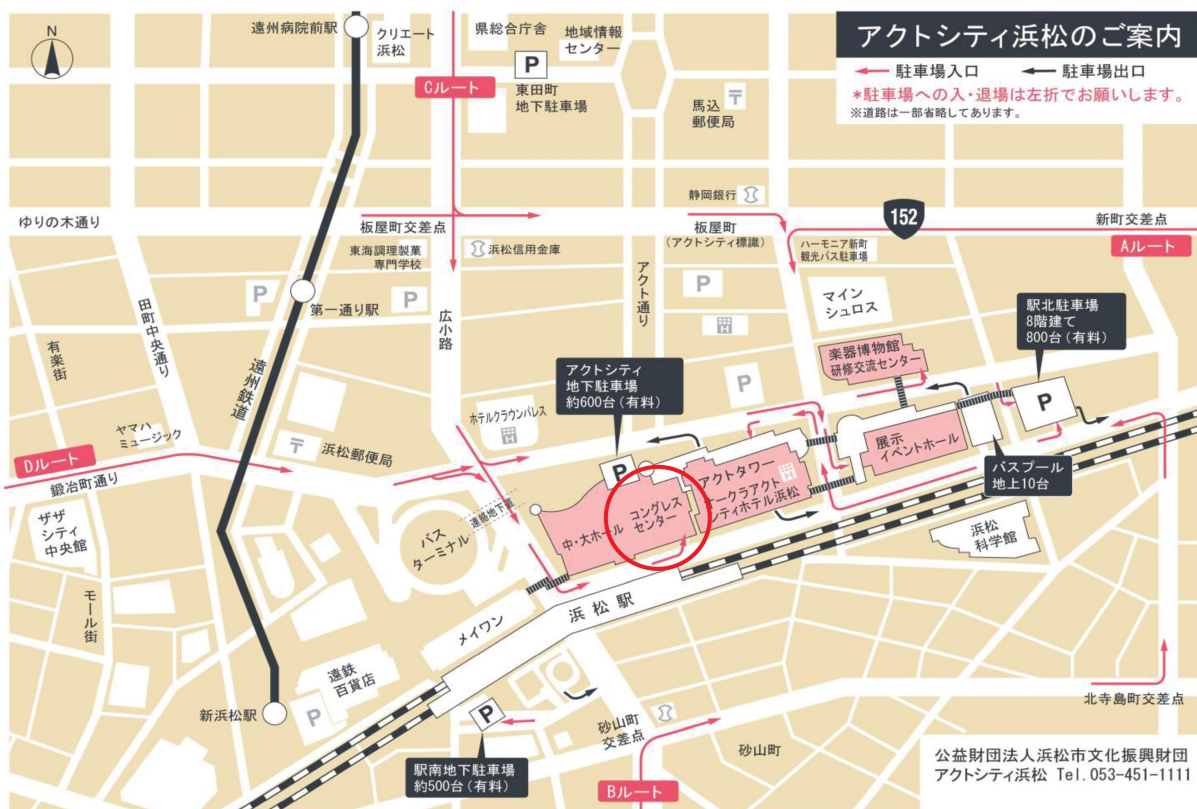 アクトシティ浜松のご案内
駐車場入口
駐車場出口
*駐車場への入・退場は左折でお願いします。
※道路は一部省略してあります。
N
遠州病院前駅
クリエート
浜松
県総合庁舎
地域情報
センター
P
東田町
地下駐車場
Cルート
馬込
郵便局
静岡銀行
152
新町交差点
Aルート
ゆりの木通り
板屋町交差点
板屋町
(アクトシティ標識)
ハーモニア新町
観光バス駐車場
東海調理製菓
専門学校
浜松信用金庫
P
第一通り駅
P
広小路
アクト通り
P
H
マイン
シュロス
駅北駐車場
8階建て
800台(有料)
田町中央通り
有楽街
遠州鉄道
楽器博物館
研修交流センター
アクトシティ
地下駐車場
約600台(有料)
P
P
ホテルクラウンパレス
H
ヤマハ
ミュージック
浜松郵便局
Dルート
鍛冶町通り
P
展示
イベントホール
アクトタワー
H
オークラアクト
シティホテル浜松
コングレス
センター
中・大ホール
バスプール
地上10台
連絡地下道
バス
ターミナル
ザザ
シティ
中央館
浜松
科学館
モール街
メイワン
浜松駅
遠鉄
百貨店
P
新浜松駅
P
砂山町
交差点
砂山町
北寺島町交差点
駅南地下駐車場
約500台(有料)
Bルート
公益財団法人浜松市文化振興財団
アクトシティ浜松 Tel. 053-451-1111